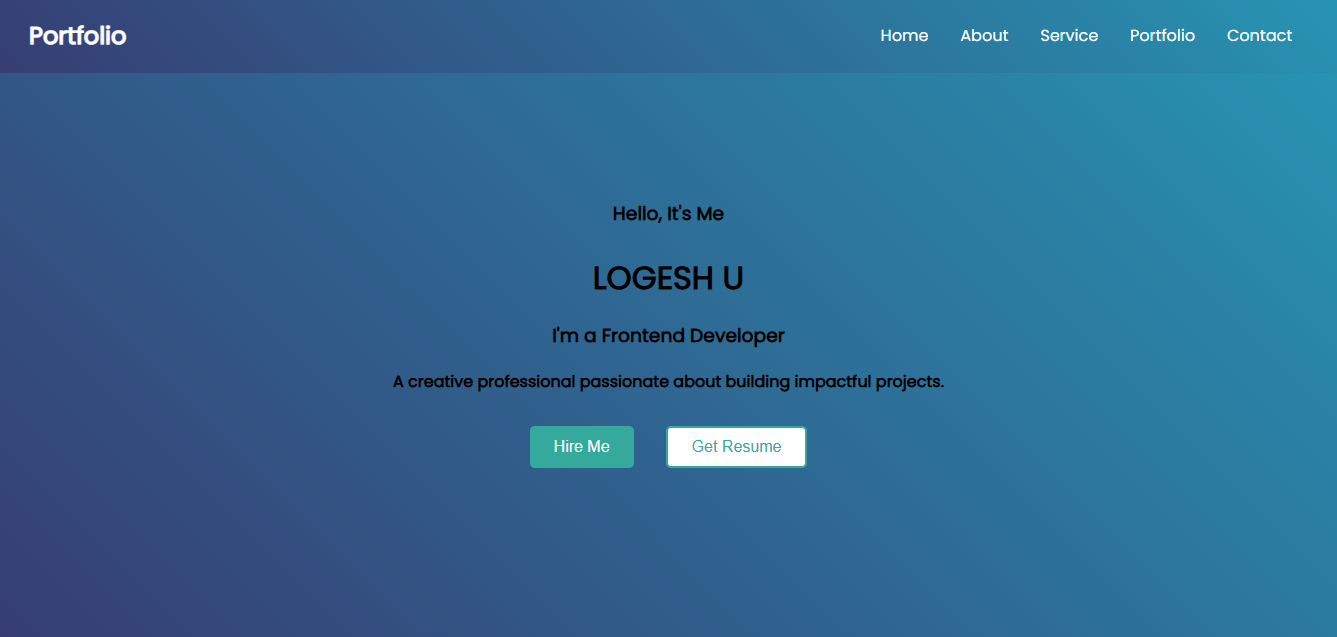 Portfolio
Home About Service Portfolio Contact
Hello, It's Me
LOGESH U
I'm a Frontend Developer
A creative professional passionate about building impactful projects.
Hire Me Get Resume